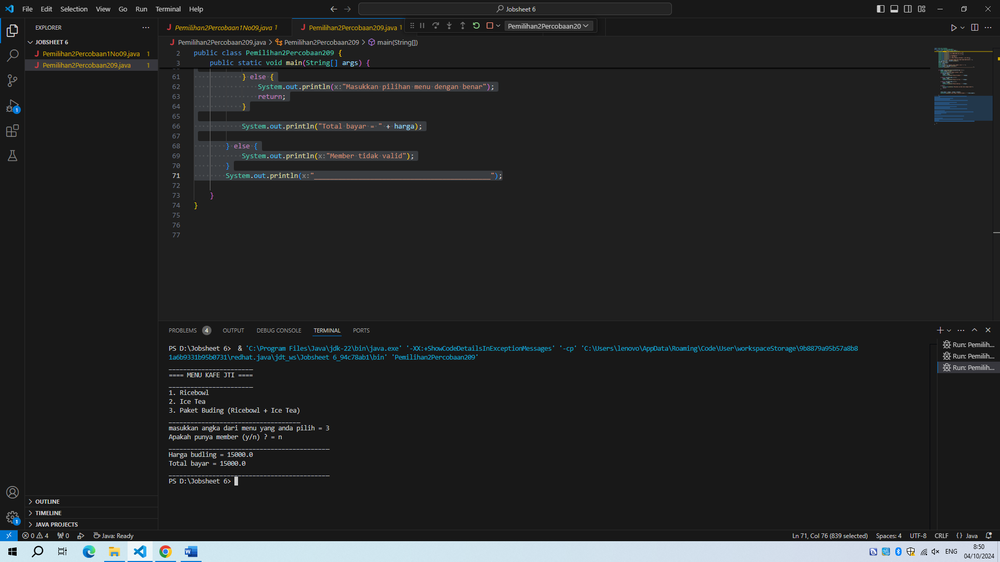 File Edit Selection View Go Run Terminal Help
Jobsheet 6
EXPLORER
JOBSHEET 6
Pemilihan2Percobaan1No09.java 1
Pemilihan2Percobaan209.java 1
OUTLINE
TIMELINE
JAVA PROJECTS
Pemilihan2Percobaan1No09.java 1
Pemilihan2Percobaan209.java 1
Pemilihan2Percobaan20
Pemilihan2Percobaan209.java > Pemilihan2Percobaan209 > main(String[])
2 public class Pemilihan2Percobaan209 {
3 public static void main(String[] args) {
61 } else {
62 System.out.println(x:"Masukkan pilihan menu dengan benar");
63 return;
64 }
65
66 System.out.println("Total bayar = " + harga);
67
68 } else {
69 System.out.println(x:"Member tidak valid");
70 }
71 System.out.println(x:"____________________________________________");
72
73 }
74 }
75
76
77
PROBLEMS 4 OUTPUT DEBUG CONSOLE TERMINAL PORTS
PS D:\Jobsheet 6> & 'C:\Program Files\Java\jdk-22\bin\java.exe' '-XX:+ShowCodeDetailsInExceptionMessages' '-cp' 'C:\Users\lenovo\AppData\Roaming\Code\User\workspaceStorage\9b8879a95b57a8b8
1a6b9331b95b0731\redhat.java\jdt_ws\Jobsheet 6_94c78ab1\bin' 'Pemilihan2Percobaan209'
_______________________
==== MENU KAFE JTI ====
_______________________
1. Ricebowl
2. Ice Tea
3. Paket Buding (Ricebowl + Ice Tea)
____________________________________
masukkan angka dari menu yang anda pilih = 3
Apakah punya member (y/n) ? = n
____________________________________________
Harga budling = 15000.0
Total bayar = 15000.0
____________________________________________
PS D:\Jobsheet 6>
Run: Pemilih...
Run: Pemilih...
Run: Pemilih...
0 4 0 Java: Ready
Ln 71, Col 76 (839 selected) Spaces: 4 UTF-8 CRLF {} Java
ENG
8:50
04/10/2024